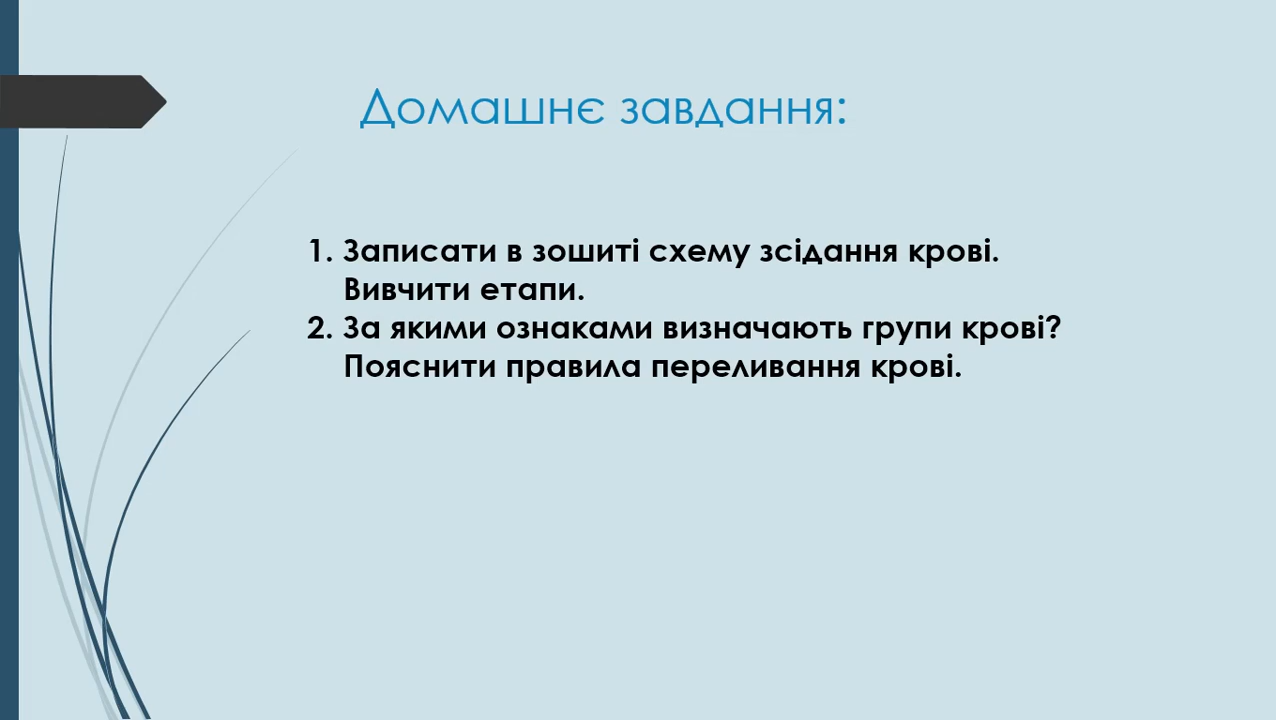 Домашнє завдання:
1. Записати в зошиті схему зсідання крові.
Вивчити етапи.
2. За якими ознаками визначають групи крові?
Пояснити правила переливання крові.